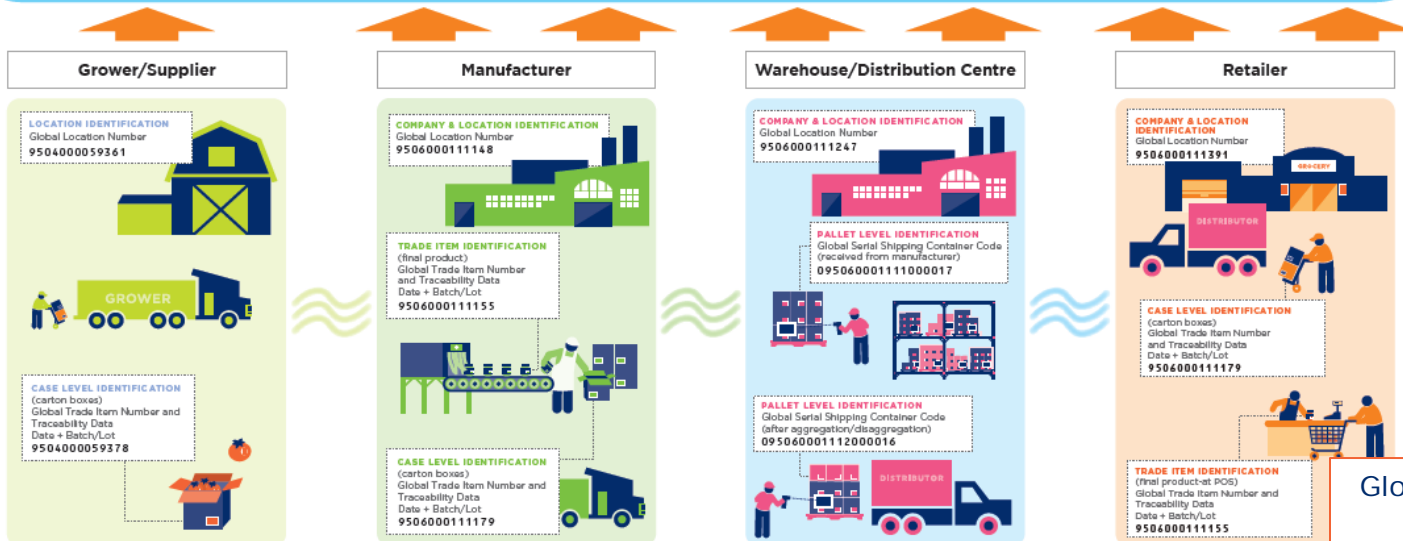 Grower/Supplier
LOCATION IDENTIFICATION
Global Location Number
9504000059361
GROWER
CASE LEVEL IDENTIFICATION
(carton boxes)
Global Trade Item Number and
Traceability Data
Date + Batch/Lot
9504000059378
Manufacturer
COMPANY & LOCATION IDENTIFICATION
Global Location Number
9506000111148
TRADE ITEM IDENTIFICATION
(final product)
Global Trade Item Number
and Traceability Data
Date + Batch/Lot
9506000111155
CASE LEVEL IDENTIFICATION
(carton boxes)
Global Trade Item Number and
Traceability Data
Date + Batch/Lot
9506000111179
Warehouse/Distribution Centre
COMPANY & LOCATION IDENTIFICATION
Global Location Number
9506000111247
PALLET LEVEL IDENTIFICATION
Global Serial Shipping Container Code
(received from manufacturer)
095060001111000017
PALLET LEVEL IDENTIFICATION
Global Serial Shipping Container Code
(after aggregation/disaggregation)
095060001112000016
DISTRIBUTOR
Retailer
COMPANY & LOCATION
IDENTIFICATION
Global Location Number
9506000111391
GROCERY
DISTRIBUTOR
CASE LEVEL IDENTIFICATION
(carton boxes)
Global Trade Item Number
and Traceability Data
Date + Batch/Lot
9506000111179
TRADE ITEM IDENTIFICATION
(final product-at POS)
Global Trade Item Number and
Traceability Data
Date + Batch/Lot
9506000111155
Glo